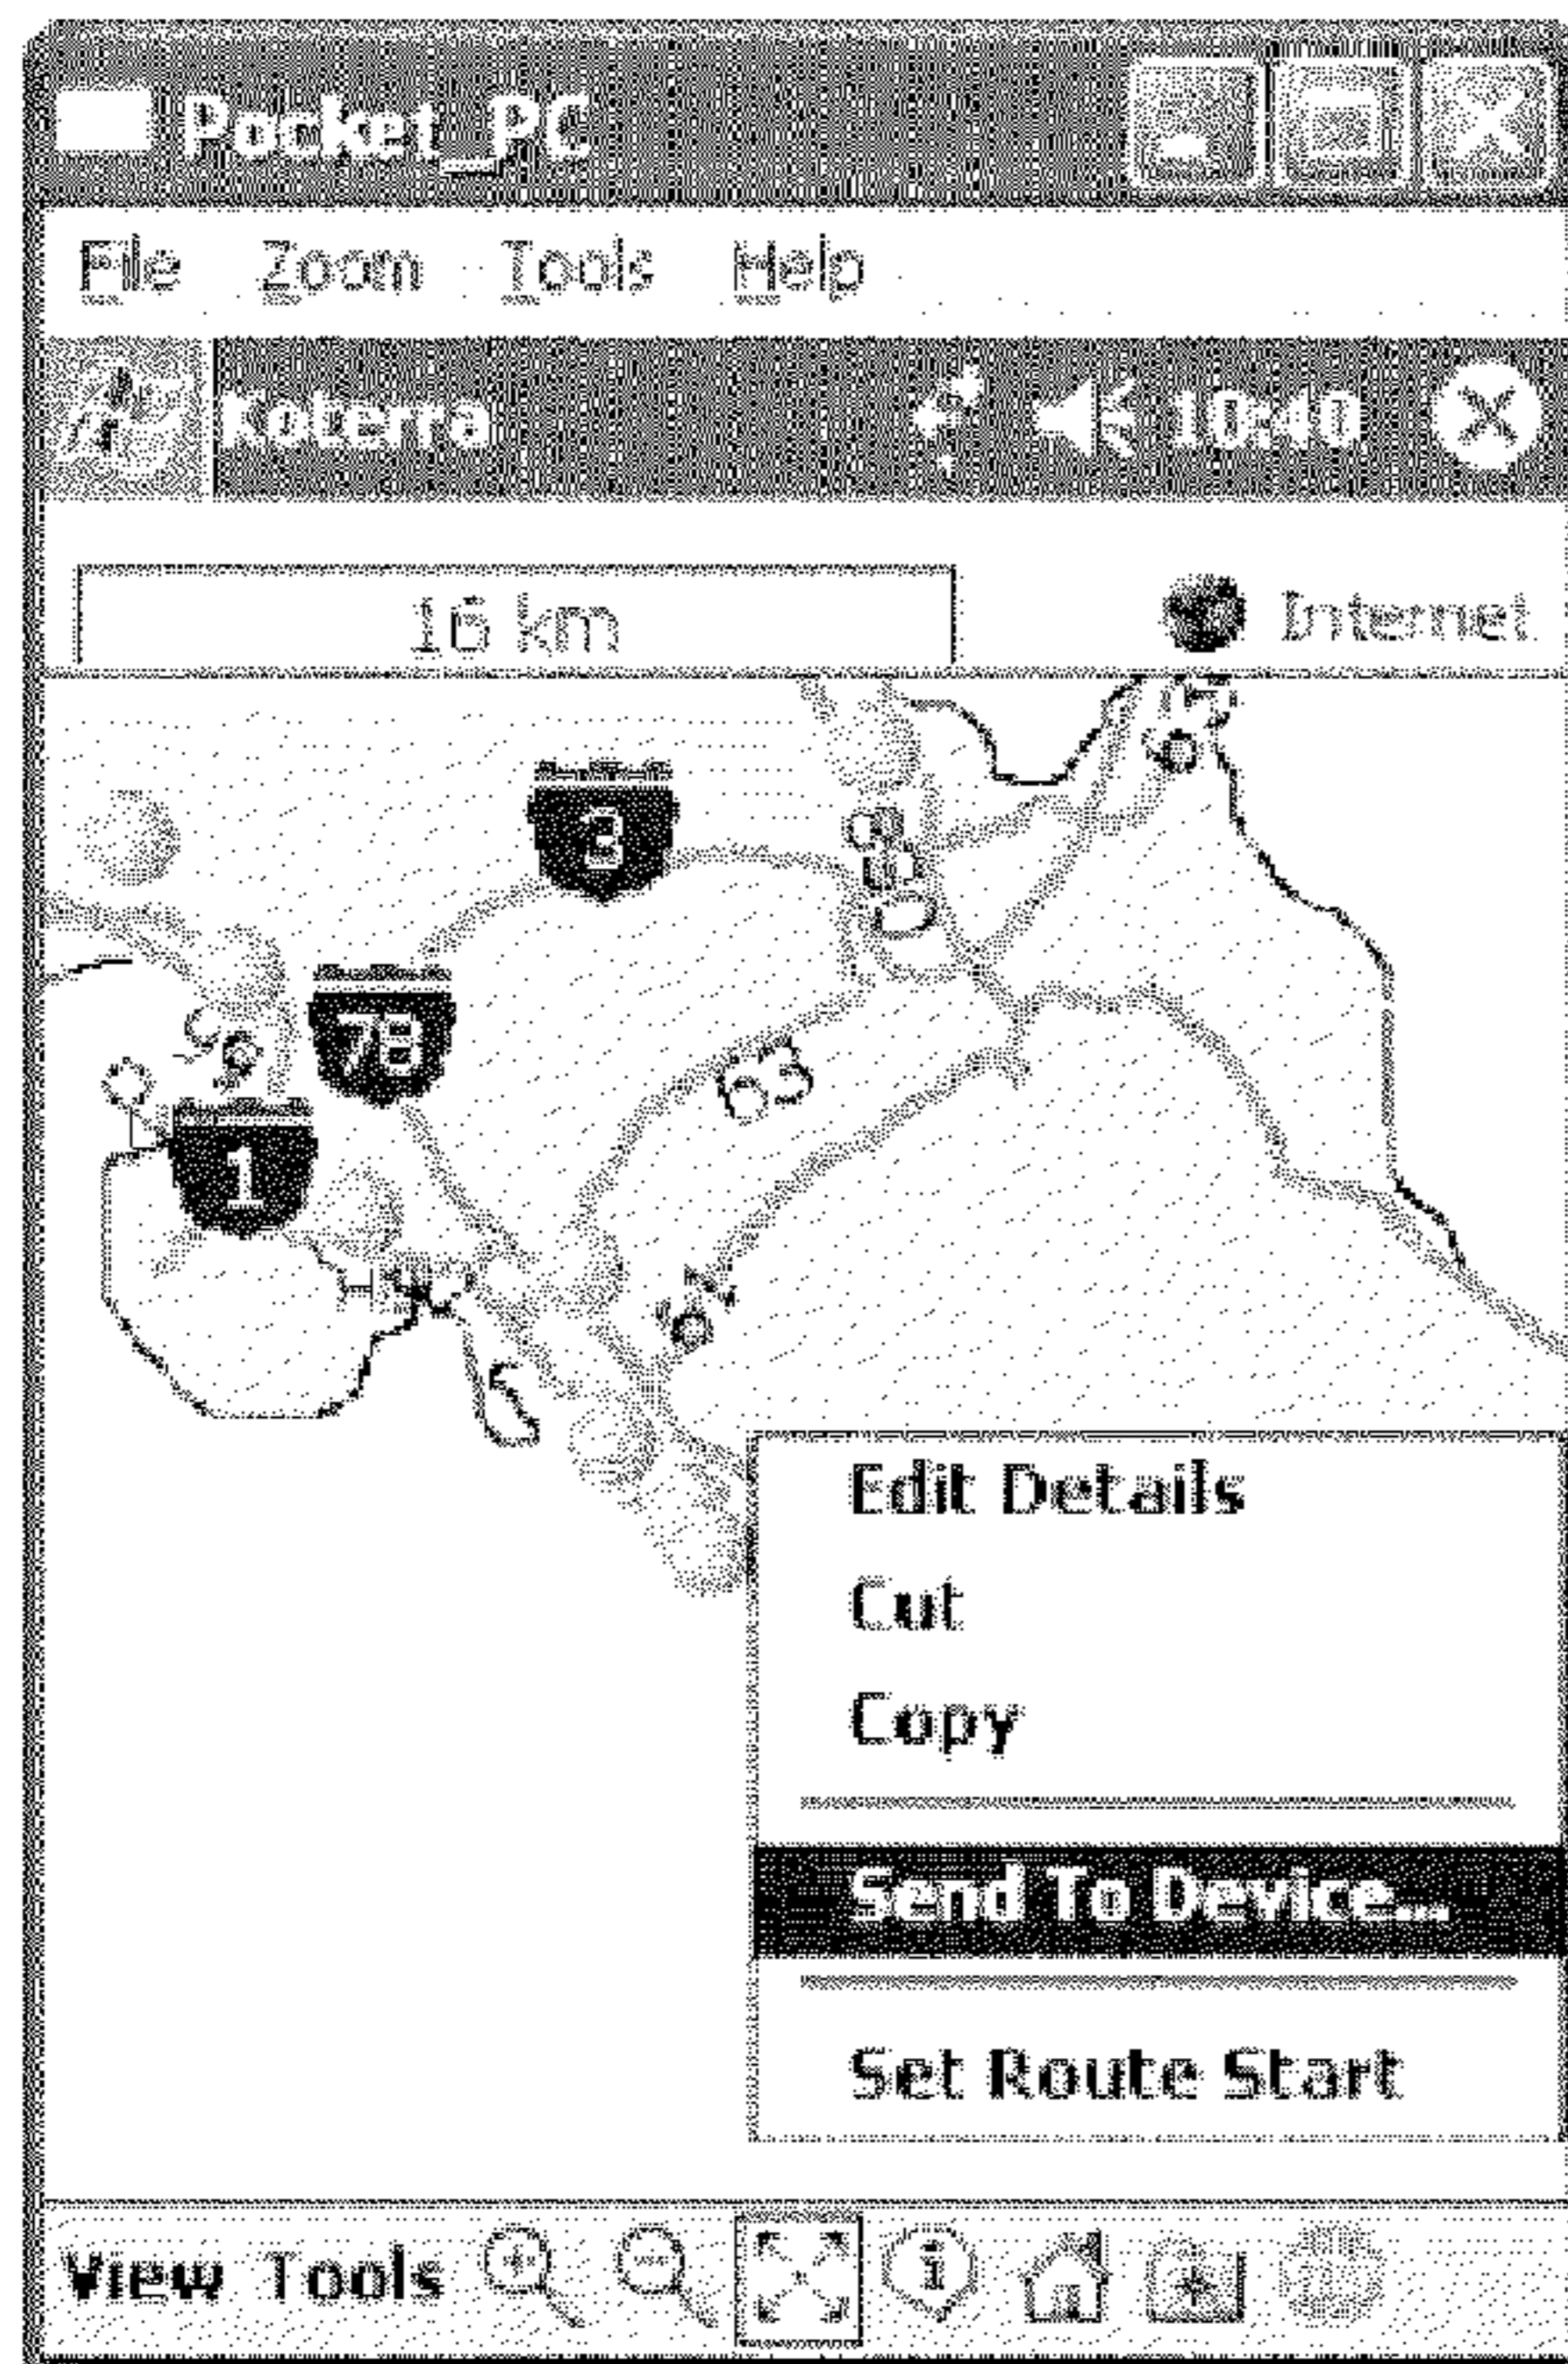 Pocket_PC
File Zoom Tools Help
Koterra 10:40
16 km Internet
3
7B
63
1
Edit Details
Cut
Copy
Send To Device...
Set Route Start
View Tools